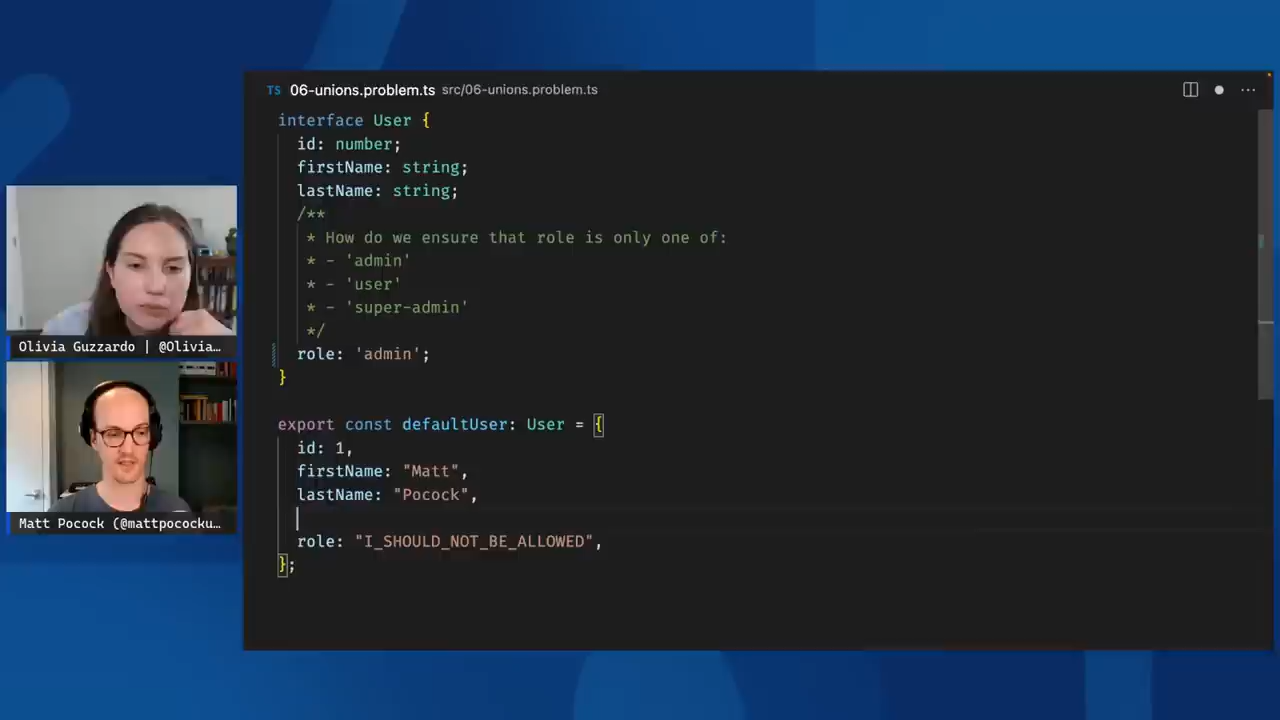 TS 06-unions.problem.ts src/06-unions.problem.ts
interface User {
id: number;
firstName: string;
lastName: string;
/**
* How do we ensure that role is only one of:
* - 'admin'
* - 'user'
* - 'super-admin'
*/
role: 'admin';
}
export const defaultUser: User = {
id: 1,
firstName: "Matt",
lastName: "Pocock",
role: "I_SHOULD_NOT_BE_ALLOWED",
};
Olivia Guzzardo | @Olivia…
Matt Pocock (@mattpococku…